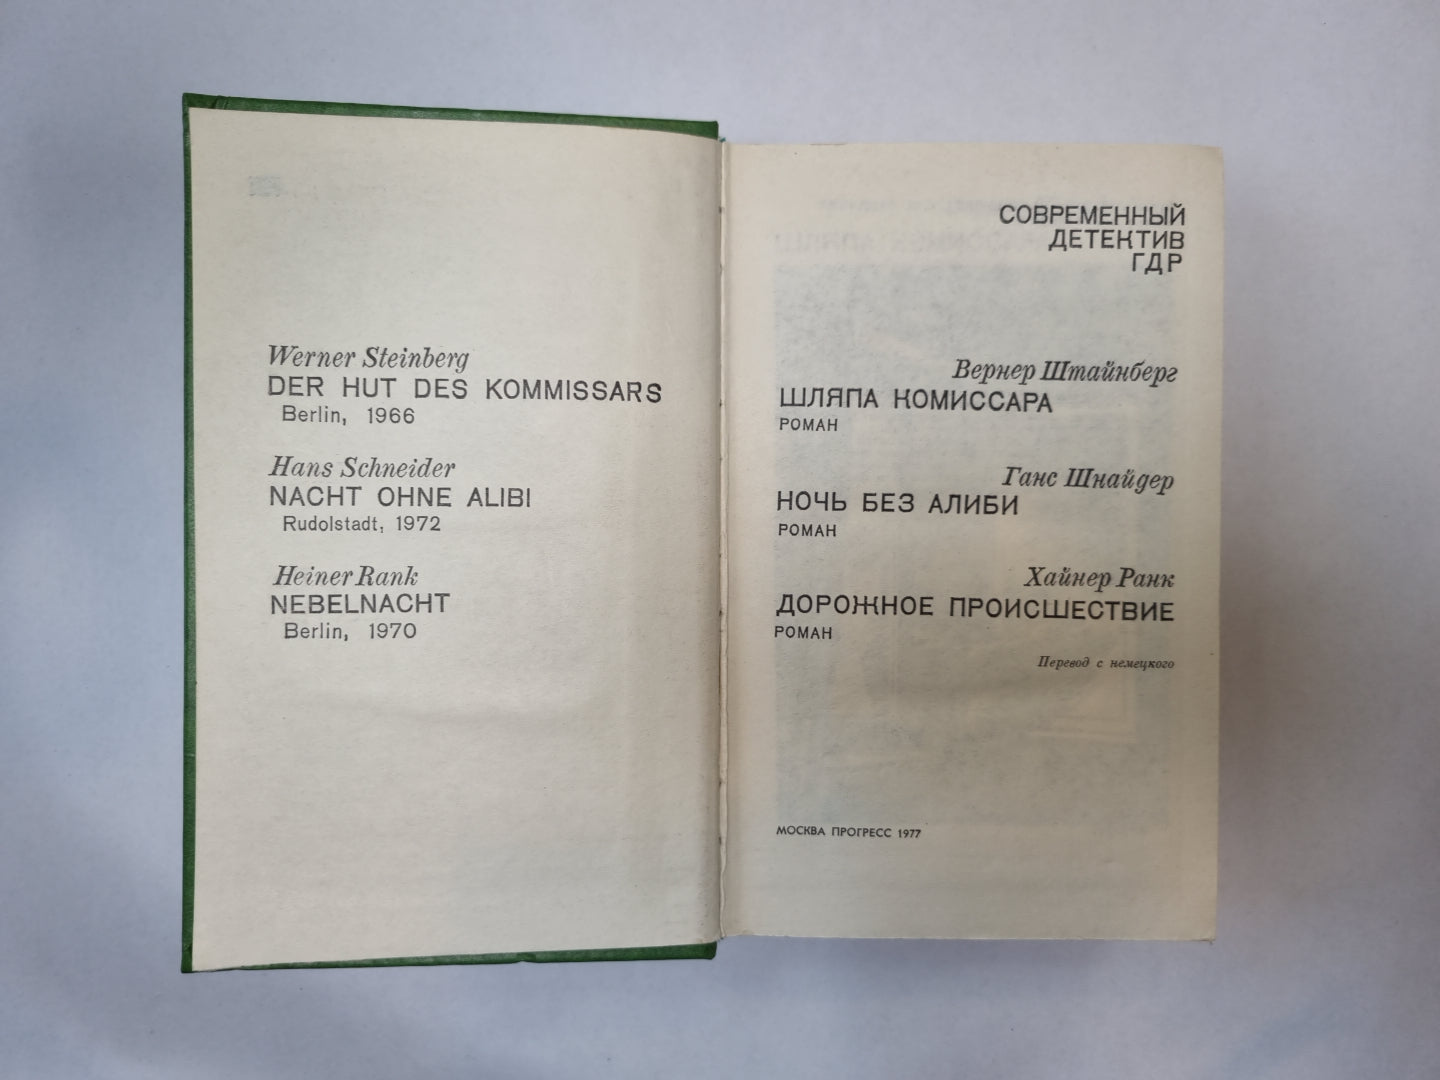 Werner Steinberg
DER HUT DES KOMMISSARS
Berlin, 1966
Hans Schneider
NACHT OHNE ALIBI
Rudolstadt, 1972
Heiner Rank
NEBELNACHT
Berlin, 1970
СОВРЕМЕННЫЙ
ДЕТЕКТИВ
ГДР
Вернер Штайнберг
ШЛЯПА КОМИССАРА
РОМАН
Ганс Шнайдер
НОЧЬ БЕЗ АЛИБИ
РОМАН
Хайнер Ранк
ДОРОЖНОЕ ПРОИСШЕСТВИЕ
РОМАН
Перевод с немецкого
МОСКВА ПРОГРЕСС 1977